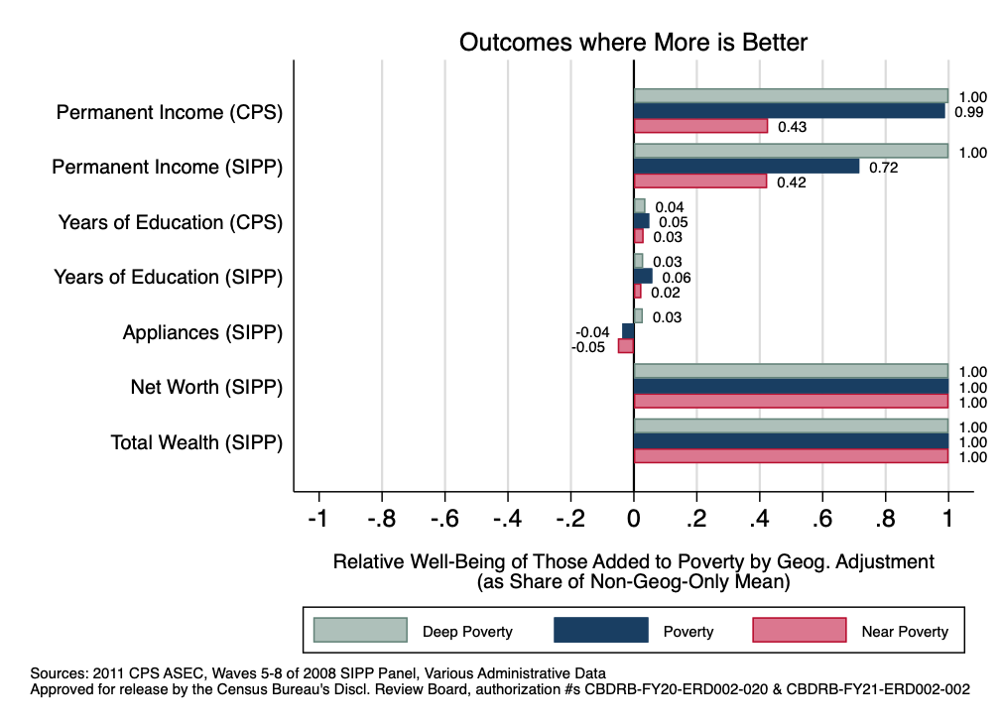 Outcomes where More is Better
Permanent Income (CPS)
1.00
0.99
0.43
Permanent Income (SIPP)
1.00
0.72
0.42
Years of Education (CPS)
0.04
0.05
0.03
Years of Education (SIPP)
0.03
0.06
0.02
Appliances (SIPP)
0.03
-0.04
-0.05
Net Worth (SIPP)
1.00
1.00
1.00
Total Wealth (SIPP)
1.00
1.00
1.00
-1 -.8 -.6 -.4 -.2 0 .2 .4 .6 .8 1
Relative Well-Being of Those Added to Poverty by Geog. Adjustment
(as Share of Non-Geog-Only Mean)
Deep Poverty Poverty Near Poverty
Sources: 2011 CPS ASEC, Waves 5-8 of 2008 SIPP Panel, Various Administrative Data
Approved for release by the Census Bureau's Discl. Review Board, authorization #s CBDRB-FY20-ERD002-020 & CBDRB-FY21-ERD002-002